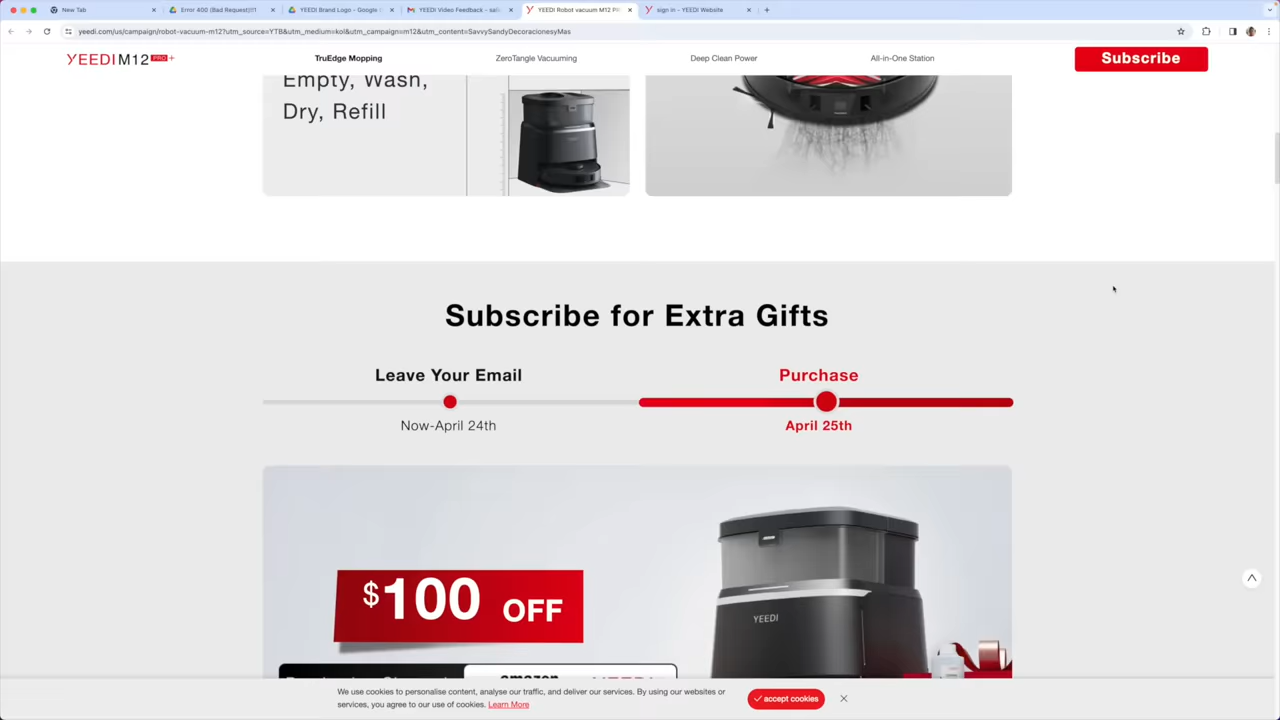 New Tab
Error 400 (Bad Request)!!1
YEEDI Brand Logo - Google
YEEDI Video Feedback - sail
YEEDI Robot vacuum M12 P
sign in - YEEDI Website
yeedi.com/us/campaign/robot-vacuum-m12?utm_source=YTB&utm_medium=kol&utm_campaign=m12&utm_content=SavvySandyDecoracionesyMas
YEEDI M12 PRO+
TruEdge Mopping
ZeroTangle Vacuuming
Deep Clean Power
All-in-One Station
Subscribe
Empty, Wash,
Dry, Refill
Subscribe for Extra Gifts
Leave Your Email
Purchase
Now-April 24th
April 25th
$100 OFF
YEEDI
amazon
We use cookies to personalise content, analyse our traffic, and deliver our services. By using our websites or
services, you agree to our use of cookies. Learn More
accept cookies